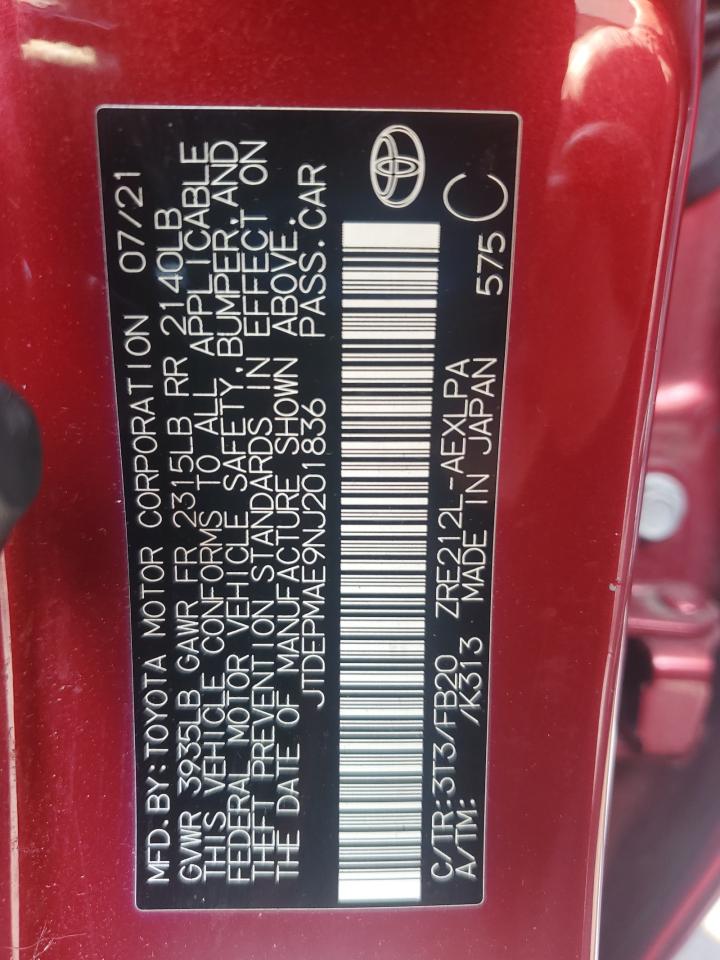 MFD. BY: TOYOTA MOTOR CORPORATION 07/21
GVWR 3935LB GAWR FR 2315LB RR 2140LB
THIS VEHICLE CONFORMS TO ALL APPLICABLE
FEDERAL MOTOR VEHICLE SAFETY, BUMPER, AND
THEFT PREVENTION STANDARDS IN EFFECT ON
THE DATE OF MANUFACTURE SHOWN ABOVE.
JTDEPMAE9NJ201836 PASS. CAR
C/TR: 3T3/FB20 ZRE212L-AEXLPA 575 C
A/TM: /K313 MADE IN JAPAN